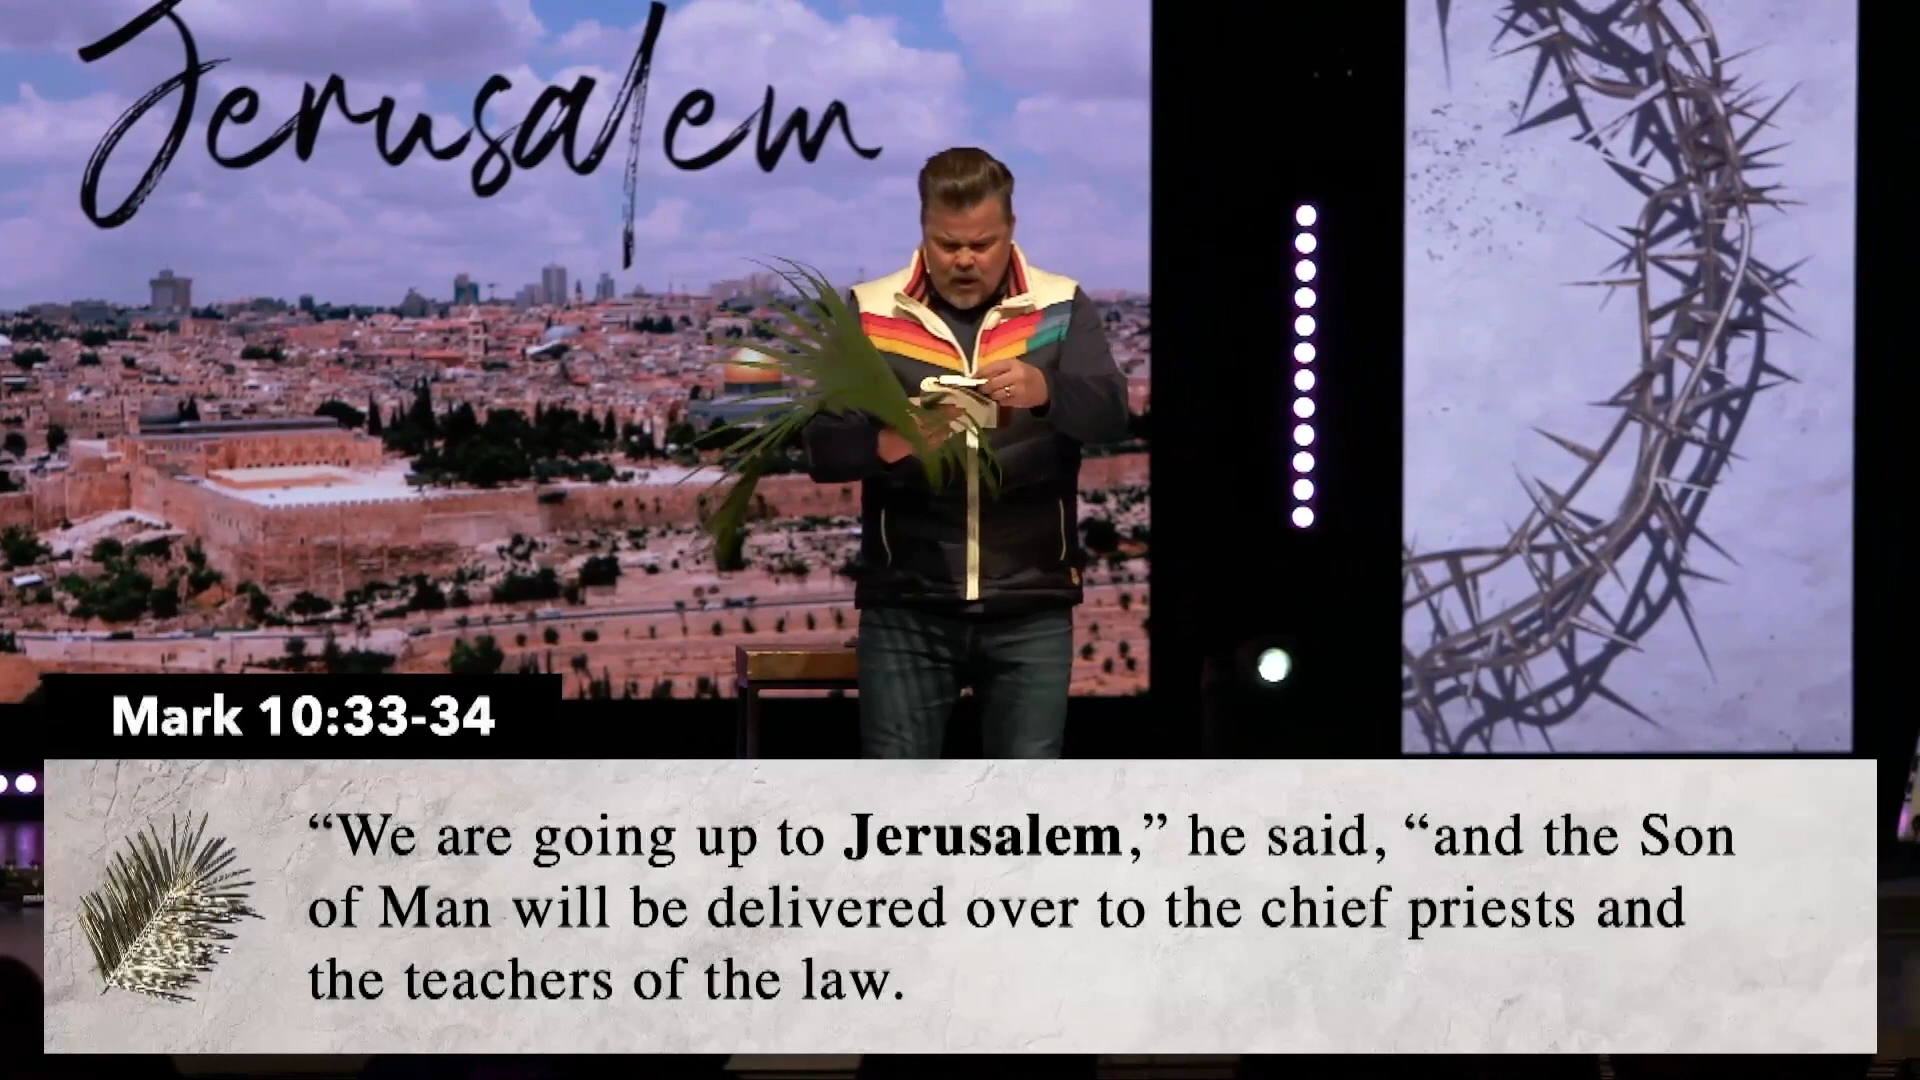 Jerusalem
Mark 10:33-34
“We are going up to Jerusalem,” he said, “and the Son
of Man will be delivered over to the chief priests and
the teachers of the law.